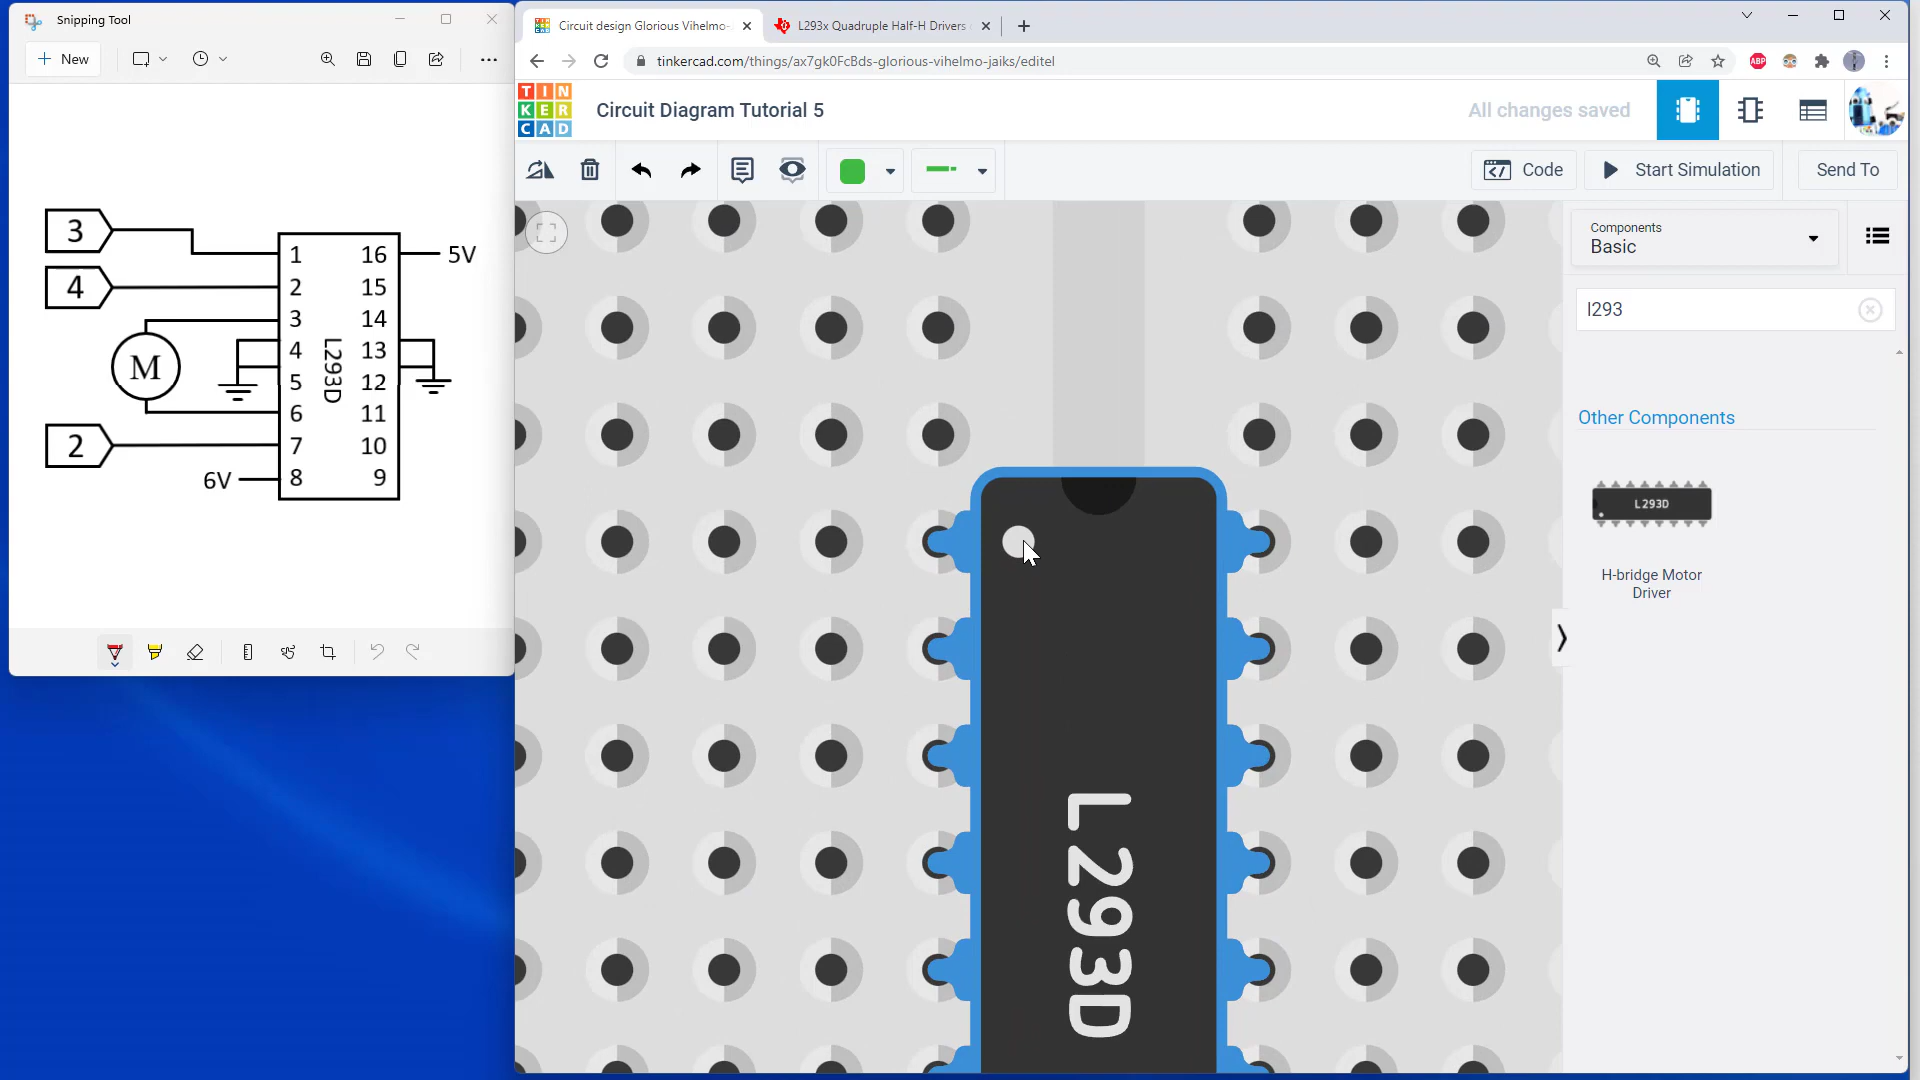 Snipping Tool
New
3
4
M
2
6V
1 16
2 15
3 14
4 13
5 12
6 11
7 10
8 9
L293D
5V
Circuit design Glorious Vihelmo-
L293x Quadruple Half-H Drivers
tinkercad.com/things/ax7gk0FcBds-glorious-vihelmo-jaiks/editel
ABP
TIN
KER
CAD
Circuit Diagram Tutorial 5
All changes saved
Code
Start Simulation
Send To
Components
Basic
l293
Other Components
L293D
H-bridge Motor
Driver
L293D